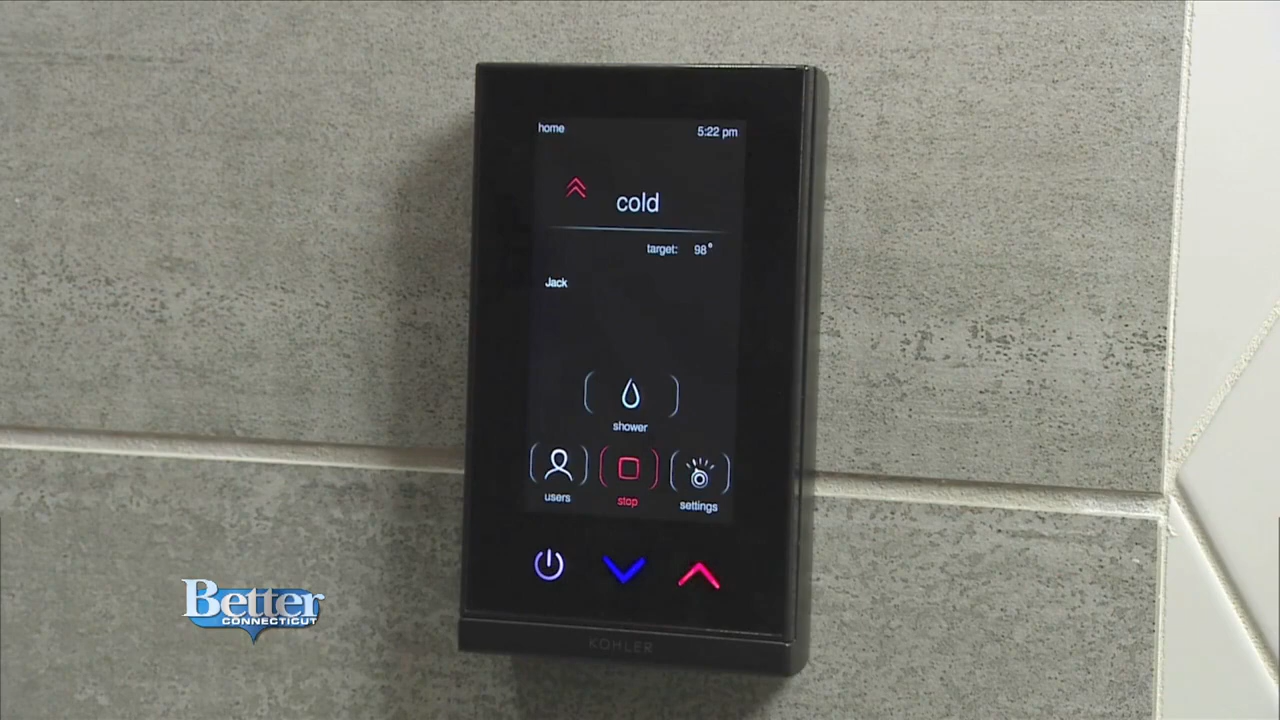 home 5:22 pm
cold
target: 98°
Jack
shower
users stop settings
KOHLER
Better
CONNECTICUT